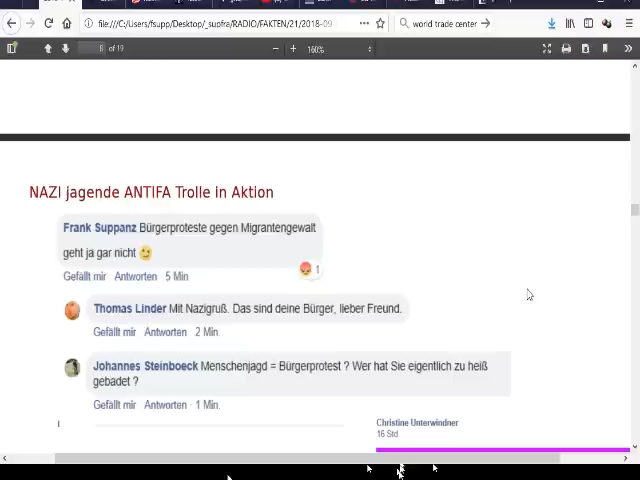 file:///C:/Users/fsupp/Desktop/_supfra/RADIO/FAKTEN/21/2018-09
world trade center
of 19
160%
NAZI jagende ANTIFA Trolle in Aktion
Frank Suppanz Bürgerproteste gegen Migrantengewalt
geht ja gar nicht
Gefällt mir Antworten 5 Min
1
Thomas Linder Mit Nazigruß. Das sind deine Bürger, lieber Freund.
Gefällt mir Antworten 2 Min.
Johannes Steinboeck Menschenjagd = Bürgerprotest ? Wer hat Sie eigentlich zu heiß
gebadet ?
Gefällt mir Antworten · 1 Min.
Christine Unterwindner
16 Std.